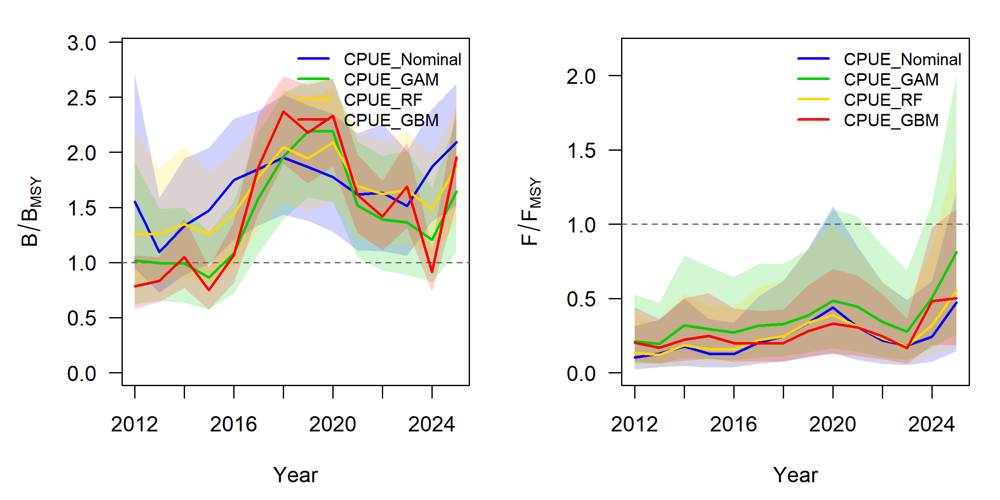 B / BMSY
3.0
2.5
2.0
1.5
1.0
0.5
0.0
CPUE_Nominal
CPUE_GAM
CPUE_RF
CPUE_GBM
2012 2016 2020 2024
Year
F / FMSY
2.0
1.5
1.0
0.5
0.0
CPUE_Nominal
CPUE_GAM
CPUE_RF
CPUE_GBM
2012 2016 2020 2024
Year